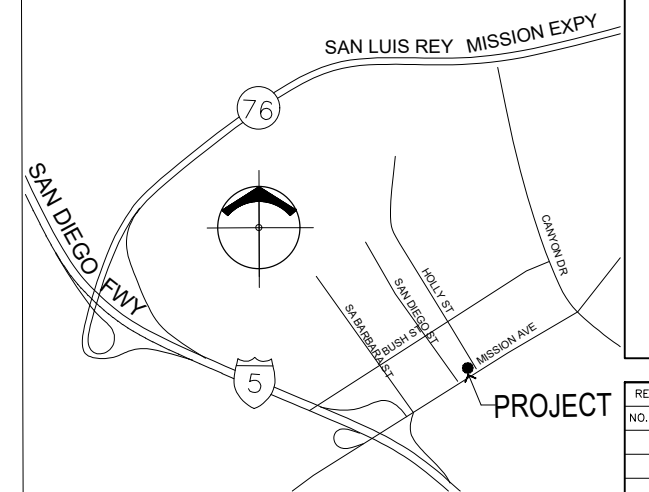 SAN LUIS REY MISSION EXPY
76
SAN DIEGO FWY
CANYON DR
HOLLY ST
SAN DIEGO ST
SA BARBARA ST
BUSH ST
MISSION AVE
5
PROJECT
RE
NO.